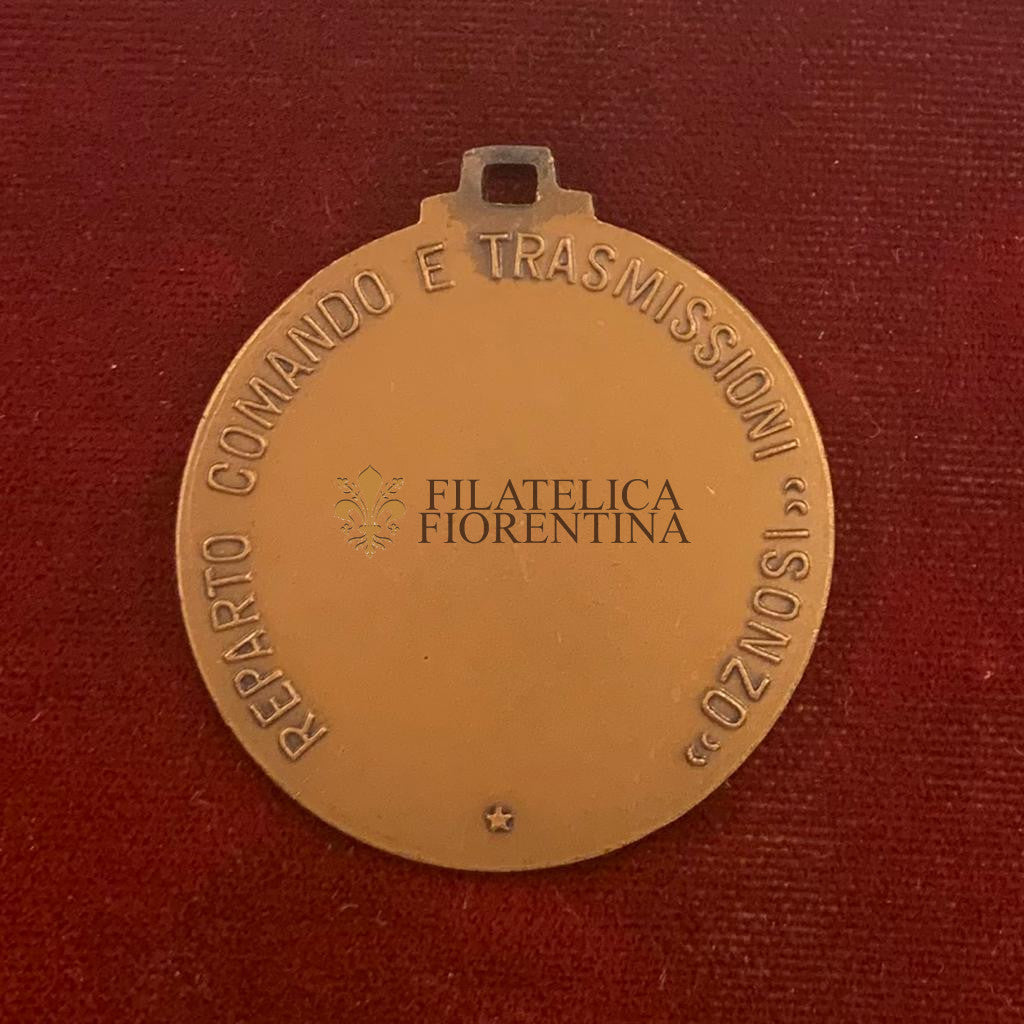 REPARTO COMANDO E TRASMISSIONI »ISONZO«
FILATELICA
FIORENTINA